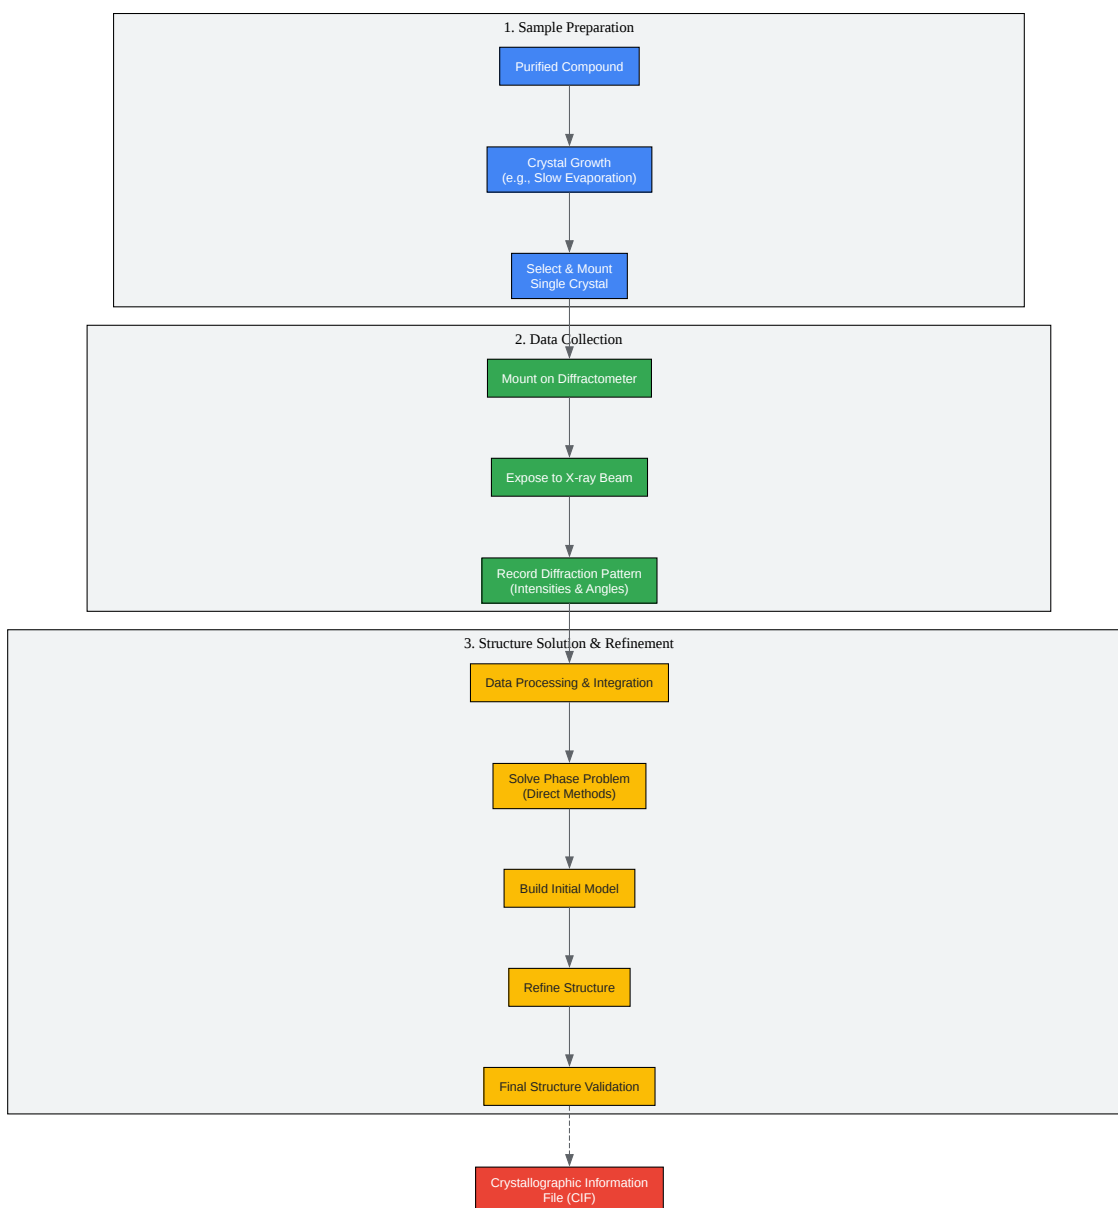 1. Sample Preparation
Purified Compound
Crystal Growth
(e.g., Slow Evaporation)
Select & Mount
Single Crystal
2. Data Collection
Mount on Diffractometer
Expose to X-ray Beam
Record Diffraction Pattern
(Intensities & Angles)
3. Structure Solution & Refinement
Data Processing & Integration
Solve Phase Problem
(Direct Methods)
Build Initial Model
Refine Structure
Final Structure Validation
Crystallographic Information
File (CIF)